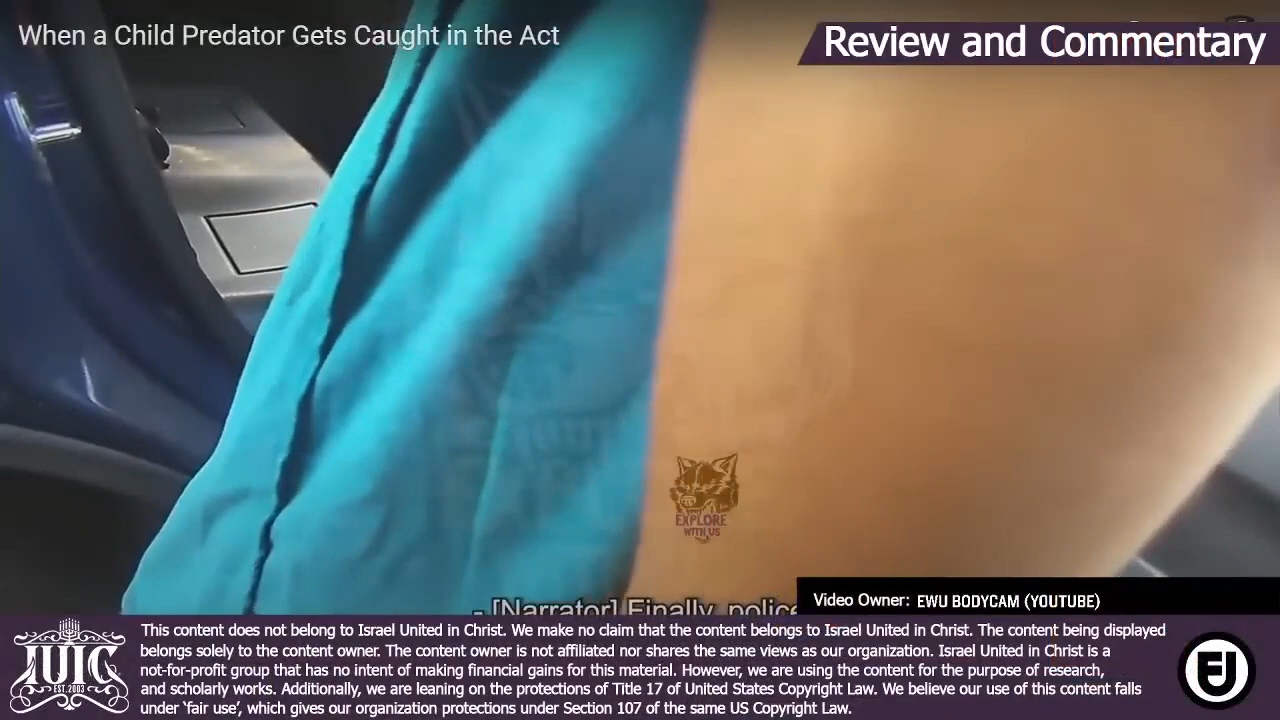 When a Child Predator Gets Caught in the Act
Review and Commentary
EXPLORE
WITH US
- [Narrator] Finally, police
Video Owner: EWU BODYCAM (YOUTUBE)
This content does not belong to Israel United in Christ. We make no claim that the content belongs to Israel United in Christ. The content being displayed
belongs solely to the content owner. The content owner is not affiliated nor shares the same views as our organization. Israel United in Christ is a
not-for-profit group that has no intent of making financial gains for this material. However, we are using the content for the purpose of research,
and scholarly works. Additionally, we are leaning on the protections of Title 17 of United States Copyright Law. We believe our use of this content falls
under ‘fair use’, which gives our organization protections under Section 107 of the same US Copyright Law.
IUIC
EST.2003